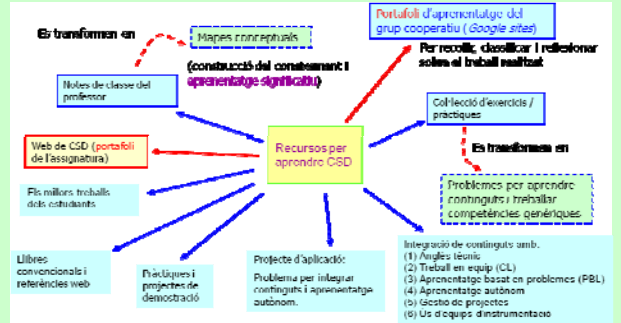 Es transformen en
Mapes conceptuals
(construcció del coneixement i
aprenentatge significatiu)
Portafoli d'aprenentatge del
grup cooperatiu (Google sites)
Per recollir, classificar i reflexionar
sobre el treball realitzat
Notes de classe del
professor
Col·lecció d'exercicis /
pràctiques
Es transformen en
Problemes per aprendre
continguts i treballar
competències genèriques
Web de CSD (portafoli
de l'assignatura)
Recursos per
aprendre CSD
Els millors treballs
dels estudiants
Llibres
convencionals i
referències web
Pràctiques i
projectes de
demostració
Projecte d'aplicació:
Problema per integrar
continguts i aprenentatge
autònom.
Integració de continguts amb.
(1) Anglès tècnic
(2) Treball en equip (CL)
(3) Aprenentatge basat en problemes (PBL)
(4) Aprenentatge autònom
(5) Gestió de projectes
(6) Ús d'equips d'instrumentació